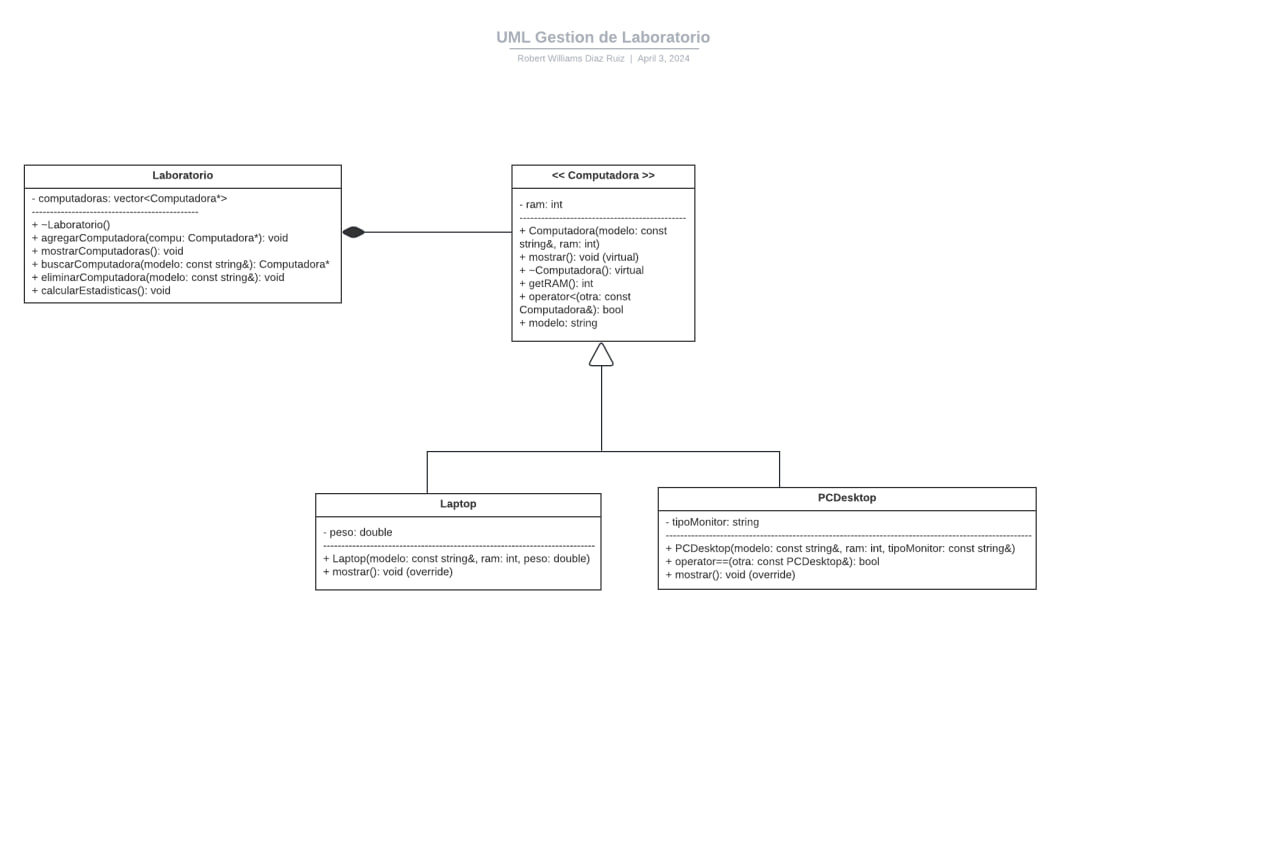 UML Gestion de Laboratorio
Robert Williams Diaz Ruiz | April 3, 2024
Laboratorio
- computadoras: vector<Computadora*>
----------------------------------------------
+ ~Laboratorio()
+ agregarComputadora(compu: Computadora*): void
+ mostrarComputadoras(): void
+ buscarComputadora(modelo: const string&): Computadora*
+ eliminarComputadora(modelo: const string&): void
+ calcularEstadisticas(): void
<< Computadora >>
- ram: int
----------------------------------------------
+ Computadora(modelo: const
string&, ram: int)
+ mostrar(): void (virtual)
+ ~Computadora(): virtual
+ getRAM(): int
+ operator<(otra: const
Computadora&): bool
+ modelo: string
Laptop
- peso: double
---------------------------------------------------------------------------
+ Laptop(modelo: const string&, ram: int, peso: double)
+ mostrar(): void (override)
PCDesktop
- tipoMonitor: string
-----------------------------------------------------------------------------------------------------
+ PCDesktop(modelo: const string&, ram: int, tipoMonitor: const string&)
+ operator==(otra: const PCDesktop&): bool
+ mostrar(): void (override)